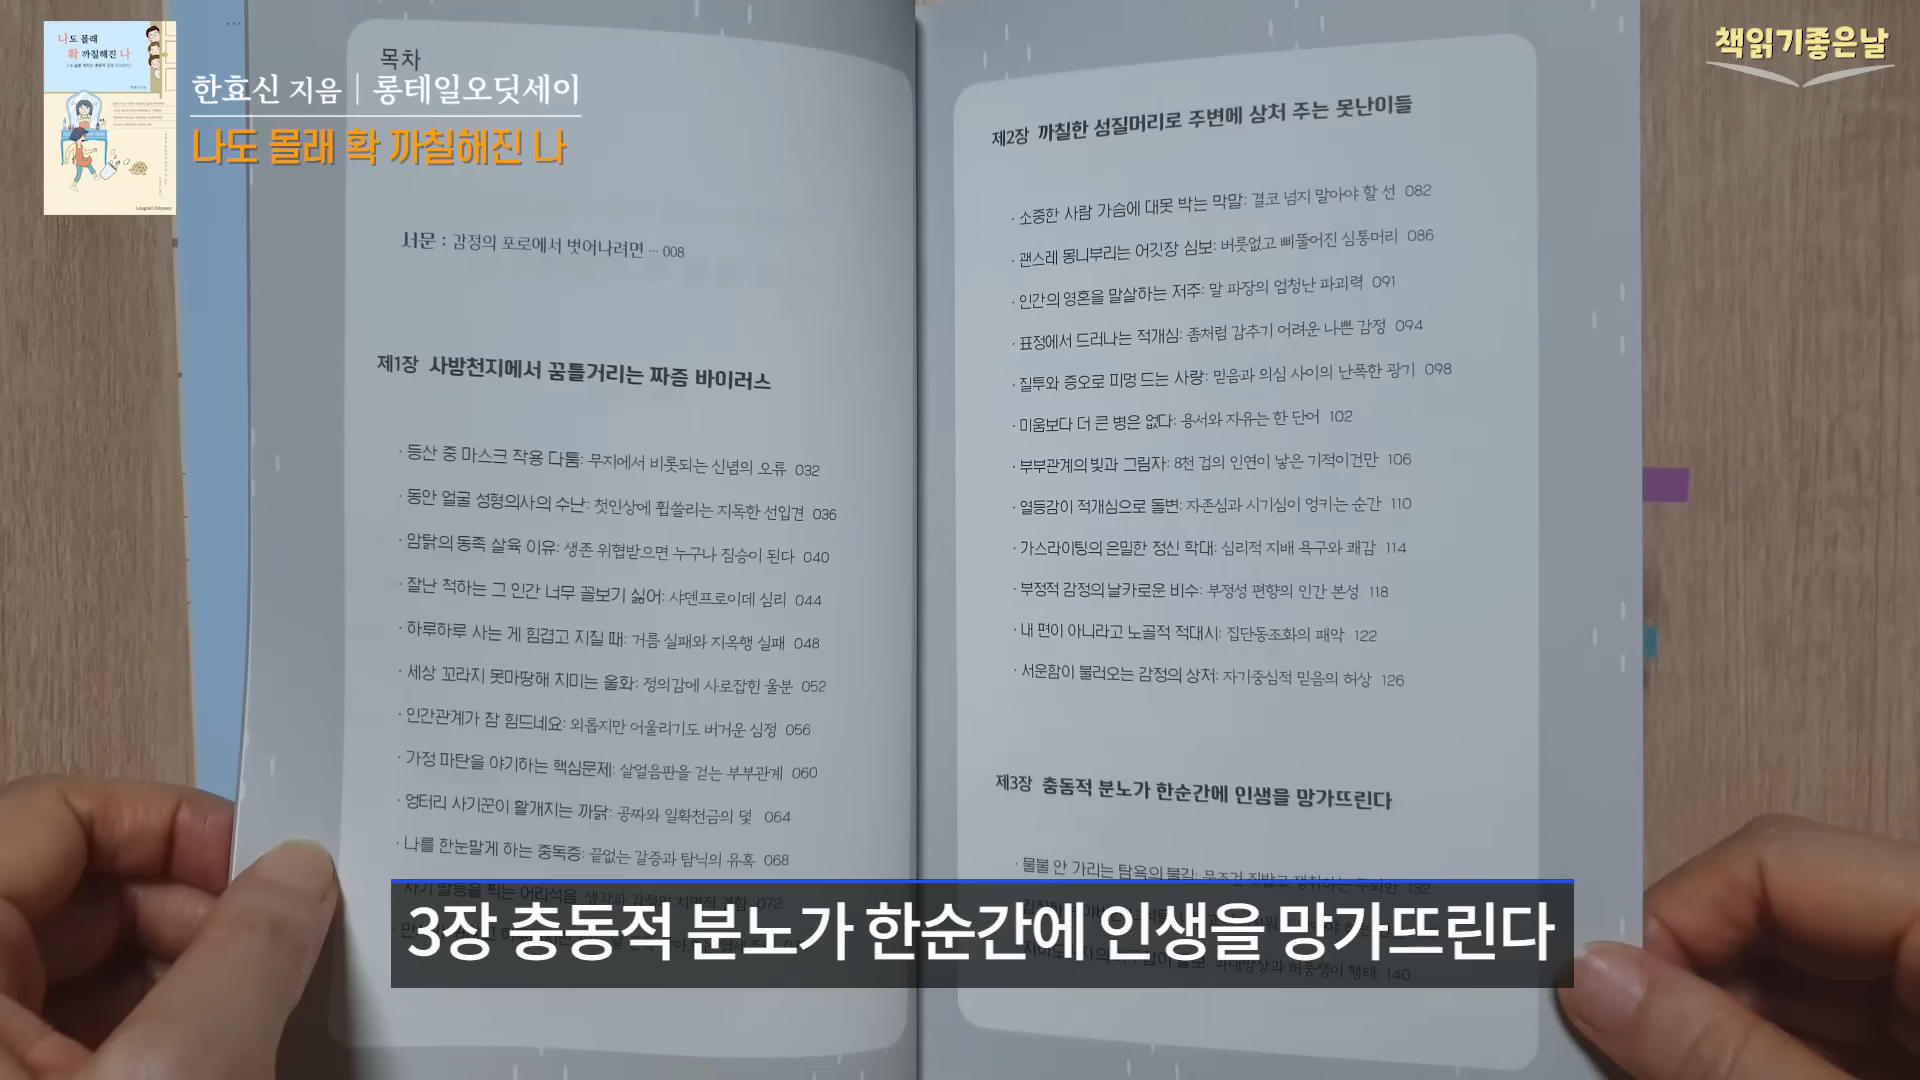 나도 몰래
확 까칠해진 나
Longtail Odyssey
한효신 지음 | 롱테일오딧세이
나도 몰래 확 까칠해진 나
책읽기좋은날
목차
서문 : 감정의 포로에서 벗어나려면 ··· 008
제1장 사방천지에서 꿈틀거리는 짜증 바이러스
· 등산 중 마스크 착용 다툼: 무지에서 비롯되는 신념의 오류 032
· 동안 얼굴 성형의사의 수난: 첫인상에 휩쓸리는 지독한 선입견 036
· 암탉의 동족 살육 이유: 생존 위협받으면 누구나 짐승이 된다 040
· 잘난 척하는 그 인간 너무 꼴보기 싫어: 샤덴프로이데 심리 044
· 하루하루 사는 게 힘겹고 지칠 때: 거름 실패와 지옥행 실패 048
· 세상 꼬라지 못마땅해 치미는 울화: 정의감에 사로잡힌 울분 052
· 인간관계가 참 힘드네요: 외롭지만 어울리기도 버거운 심정 056
· 가정 파탄을 야기하는 핵심문제: 살얼음판을 걷는 부부관계 060
· 엉터리 사기꾼이 활개치는 까닭: 공짜와 일확천금의 덫 064
· 나를 한눈팔게 하는 중독증: 끝없는 갈증과 탐닉의 유혹 068
072
제2장 까칠한 성질머리로 주변에 상처 주는 못난이들
· 소중한 사람 가슴에 대못 박는 막말: 결코 넘지 말아야 할 선 082
· 괜스레 몽니부리는 어깃장 심보: 버릇없고 삐뚤어진 심통머리 086
· 인간의 영혼을 말살하는 저주: 말 파장의 엄청난 파괴력 091
· 표정에서 드러나는 적개심: 좀처럼 감추기 어려운 나쁜 감정 094
· 질투와 증오로 피멍 드는 사랑: 믿음과 의심 사이의 난폭한 광기 098
· 미움보다 더 큰 병은 없다: 용서와 자유는 한 단어 102
· 부부관계의 빛과 그림자: 8천 겁의 인연이 낳은 기적이건만 106
· 열등감이 적개심으로 돌변: 자존심과 시기심이 엉키는 순간 110
· 가스라이팅의 은밀한 정신 학대: 심리적 지배 욕구와 쾌감 114
· 부정적 감정의 날카로운 비수: 부정성 편향의 인간 본성 118
· 내 편이 아니라고 노골적 적대시: 집단동조화의 패악 122
· 서운함이 불러오는 감정의 상처: 자기중심적 믿음의 허상 126
제3장 충동적 분노가 한순간에 인생을 망가뜨린다
· 물불 안 가리는 탐욕의 불길: 132
140
3장 충동적 분노가 한순간에 인생을 망가뜨린다